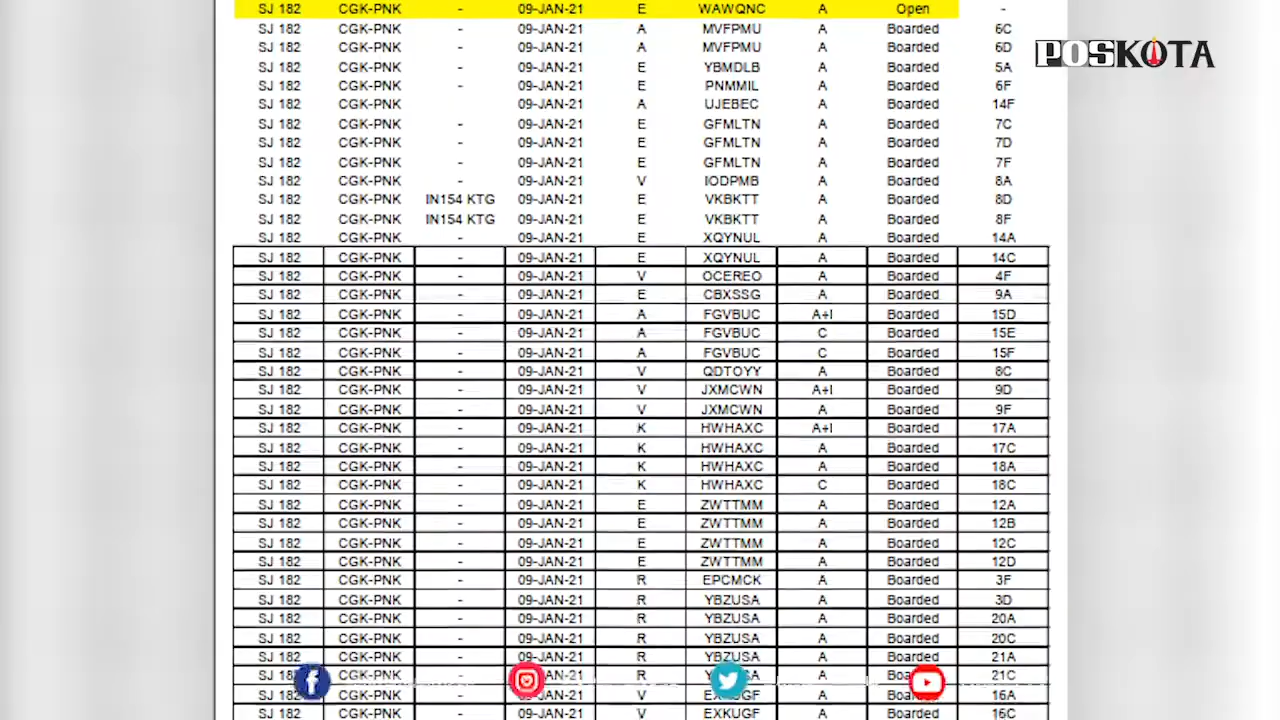 SJ 182 CGK-PNK - 09-JAN-21 E WAWQNC A Open -
SJ 182 CGK-PNK - 09-JAN-21 A MVFPMU A Boarded 6C
SJ 182 CGK-PNK - 09-JAN-21 A MVFPMU A Boarded 6D
POSKOTA
SJ 182 CGK-PNK - 09-JAN-21 E YBMDLB A Boarded 5A
SJ 182 CGK-PNK - 09-JAN-21 E PNMMIL A Boarded 6F
SJ 182 CGK-PNK - 09-JAN-21 A UJEBEC A Boarded 14F
SJ 182 CGK-PNK - 09-JAN-21 E GFMLTN A Boarded 7C
SJ 182 CGK-PNK - 09-JAN-21 E GFMLTN A Boarded 7D
SJ 182 CGK-PNK - 09-JAN-21 E GFMLTN A Boarded 7F
SJ 182 CGK-PNK - 09-JAN-21 V IODPMB A Boarded 8A
SJ 182 CGK-PNK IN154 KTG 09-JAN-21 E VKBKTT A Boarded 8D
SJ 182 CGK-PNK IN154 KTG 09-JAN-21 E VKBKTT A Boarded 8F
SJ 182 CGK-PNK - 09-JAN-21 E XQYNUL A Boarded 14A
SJ 182 CGK-PNK - 09-JAN-21 E XQYNUL A Boarded 14C
SJ 182 CGK-PNK - 09-JAN-21 V OCEREO A Boarded 4F
SJ 182 CGK-PNK - 09-JAN-21 E CBXSSG A Boarded 9A
SJ 182 CGK-PNK - 09-JAN-21 A FGVBUC A+I Boarded 15D
SJ 182 CGK-PNK - 09-JAN-21 A FGVBUC C Boarded 15E
SJ 182 CGK-PNK - 09-JAN-21 A FGVBUC C Boarded 15F
SJ 182 CGK-PNK - 09-JAN-21 V QDTOYY A Boarded 8C
SJ 182 CGK-PNK - 09-JAN-21 V JXMCWN A+I Boarded 9D
SJ 182 CGK-PNK - 09-JAN-21 V JXMCWN A Boarded 9F
SJ 182 CGK-PNK - 09-JAN-21 K HWHAXC A+I Boarded 17A
SJ 182 CGK-PNK - 09-JAN-21 K HWHAXC A Boarded 17C
SJ 182 CGK-PNK - 09-JAN-21 K HWHAXC A Boarded 18A
SJ 182 CGK-PNK - 09-JAN-21 K HWHAXC C Boarded 18C
SJ 182 CGK-PNK - 09-JAN-21 E ZWTTMM A Boarded 12A
SJ 182 CGK-PNK - 09-JAN-21 E ZWTTMM A Boarded 12B
SJ 182 CGK-PNK - 09-JAN-21 E ZWTTMM A Boarded 12C
SJ 182 CGK-PNK - 09-JAN-21 E ZWTTMM A Boarded 12D
SJ 182 CGK-PNK - 09-JAN-21 R EPCMCK A Boarded 3F
SJ 182 CGK-PNK - 09-JAN-21 R YBZUSA A Boarded 3D
SJ 182 CGK-PNK - 09-JAN-21 R YBZUSA A Boarded 20A
SJ 182 CGK-PNK - 09-JAN-21 R YBZUSA A Boarded 20C
SJ 182 CGK-PNK - 09-JAN-21 R YBZUSA A Boarded 21A
SJ 182 CGK-PNK - 09-JAN-21 R A 21C
SJ 182 CGK-PNK - 09-JAN-21 V EXKUGF A 16A
SJ 182 CGK-PNK - 09-JAN-21 V EXKUGF A Boarded 16C